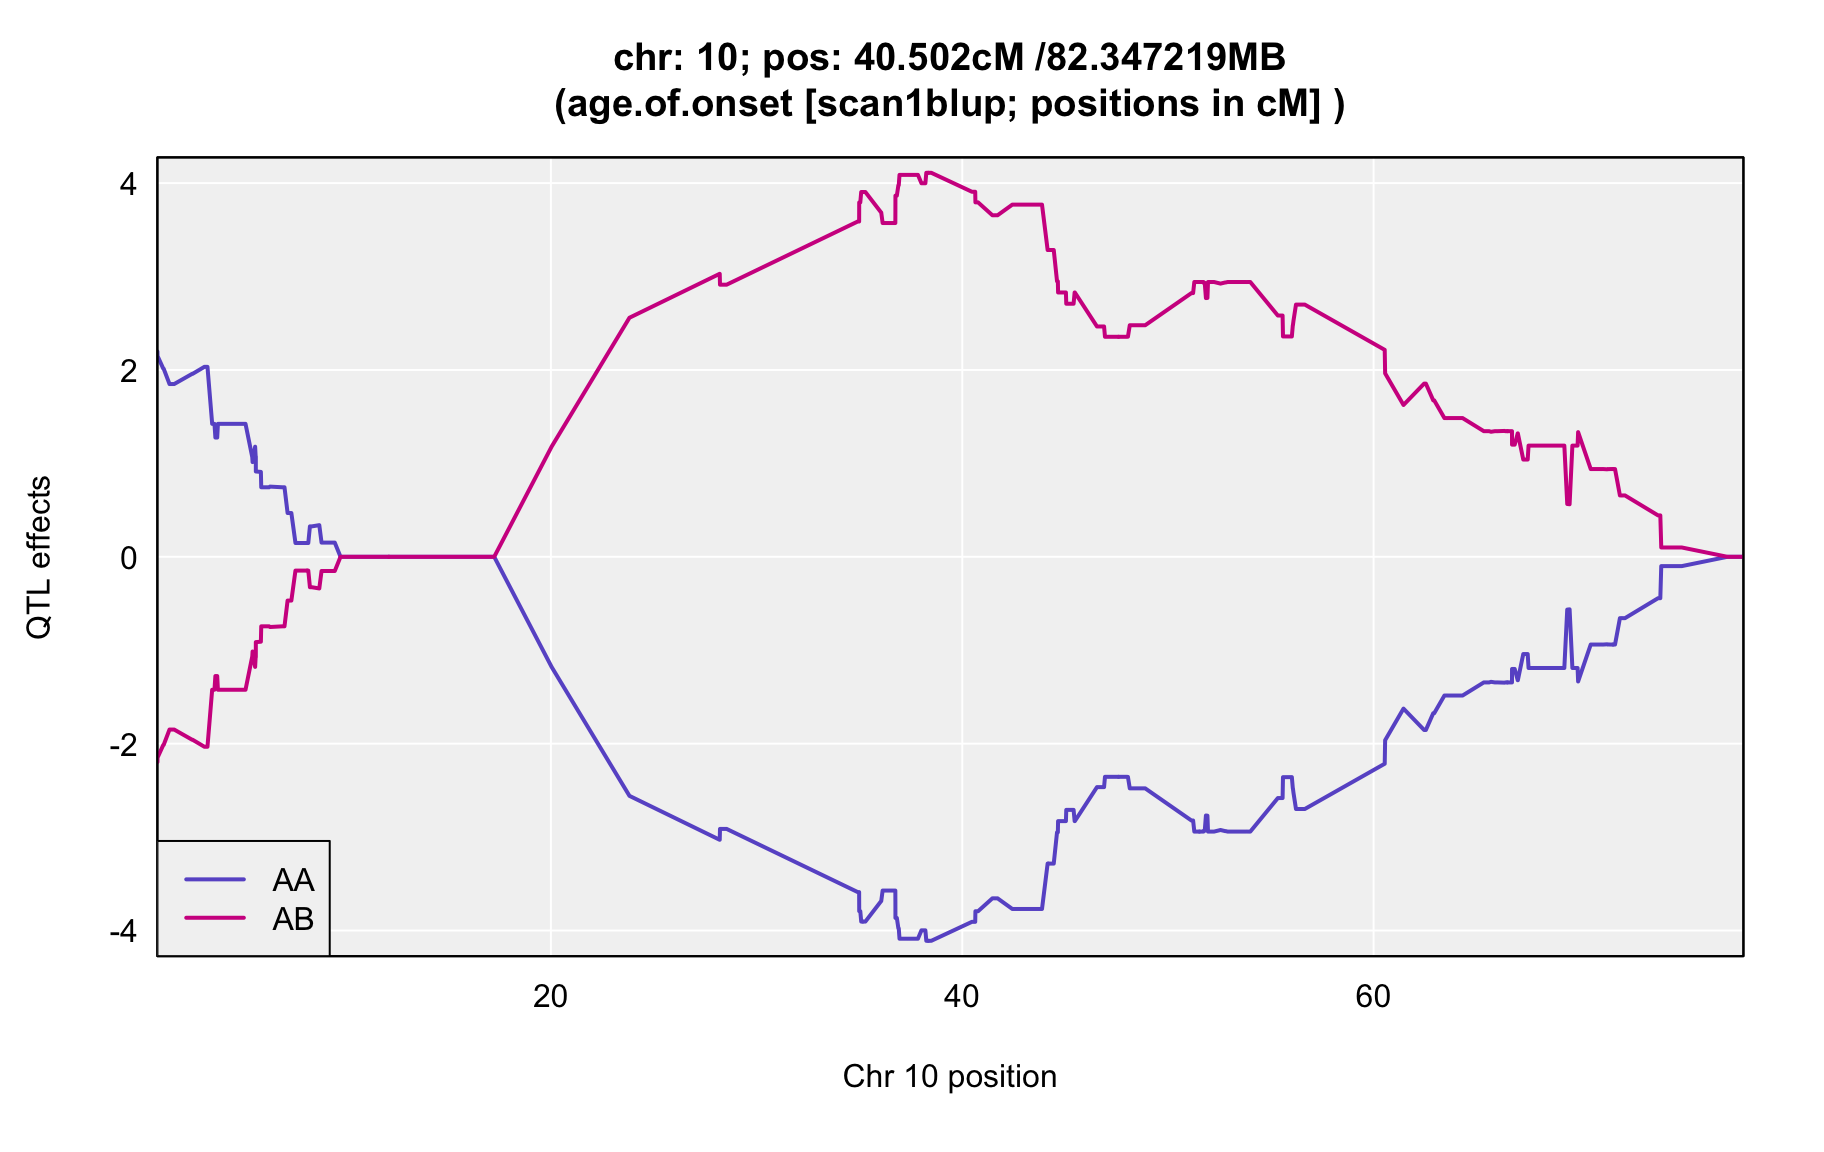 chr: 10; pos: 40.502cM /82.347219MB
(age.of.onset [scan1blup; positions in cM] )
4
2
0
-2
-4
QTL effects
AA
AB
20
40
60
Chr 10 position